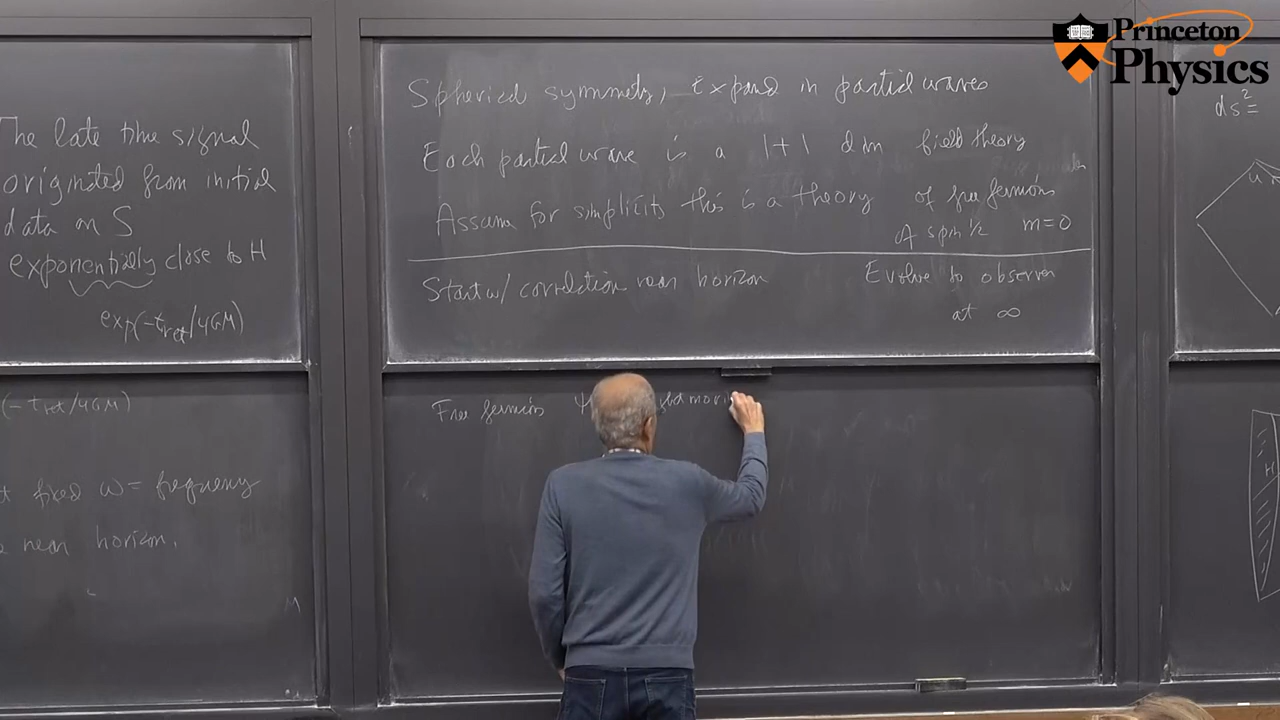 Princeton
Physics
The late time signal
originated from initial
data on S
exponentially close to H
exp(-t_ret/4GM)
(-t_ret/4GM)
t fixed ω = frequency
near horizon.
M
Spherical symmetry, expand in partial waves
Each partial wave is a 1+1 dim field theory
Assume for simplicity this is a theory of free fermions
of spin 1/2 m=0
Start w/ correlation near horizon Evolve to observer
at ∞
Free fermions ψ
ds²=
u
H